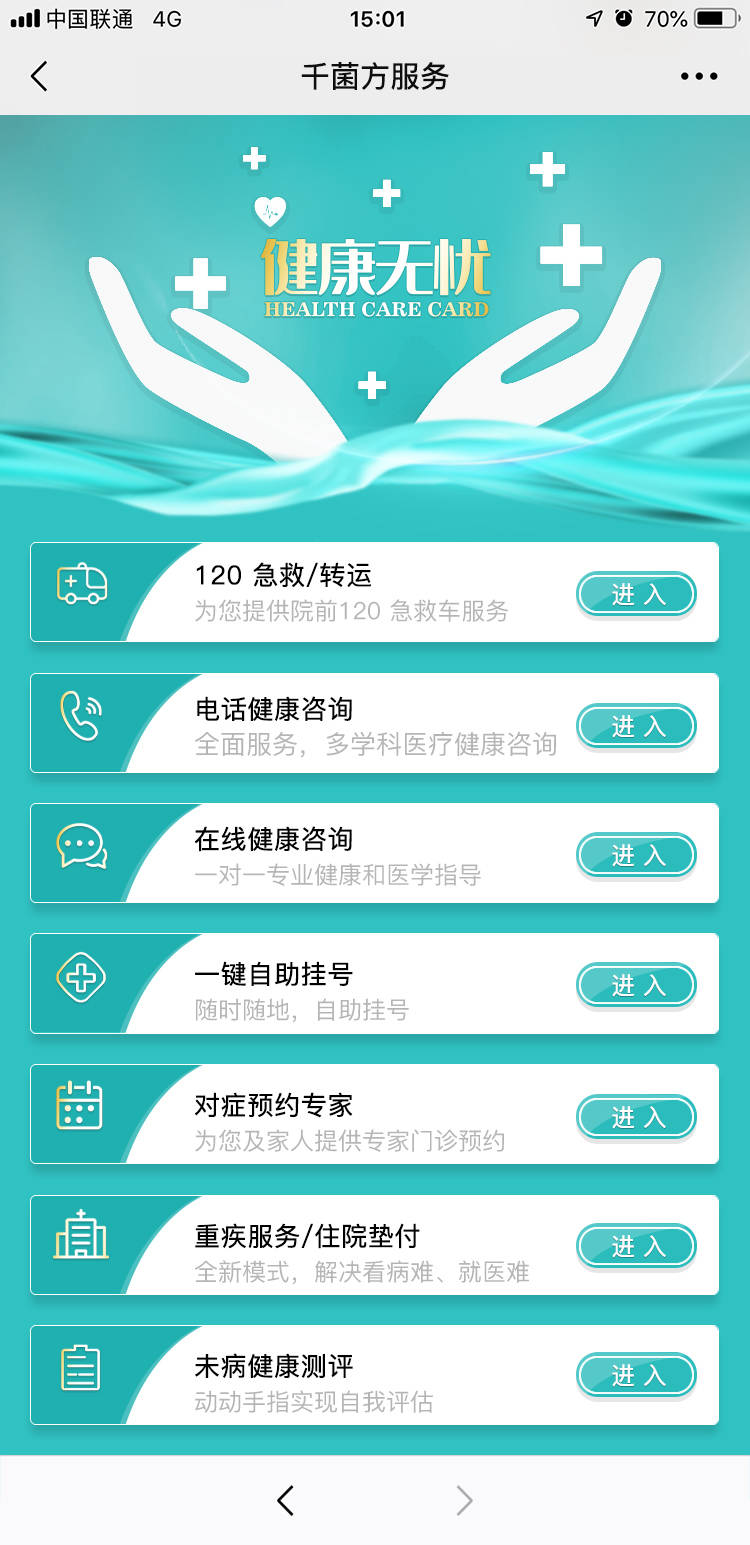 中国联通 4G 15:01 70%
千菌方服务
健康无忧
HEALTH CARE CARD
120 急救/转运
为您提供院前120 急救车服务
进入
电话健康咨询
全面服务，多学科医疗健康咨询
进入
在线健康咨询
一对一专业健康和医学指导
进入
一键自助挂号
随时随地，自助挂号
进入
对症预约专家
为您及家人提供专家门诊预约
进入
重疾服务/住院垫付
全新模式，解决看病难、就医难
进入
未病健康测评
动动手指实现自我评估
进入